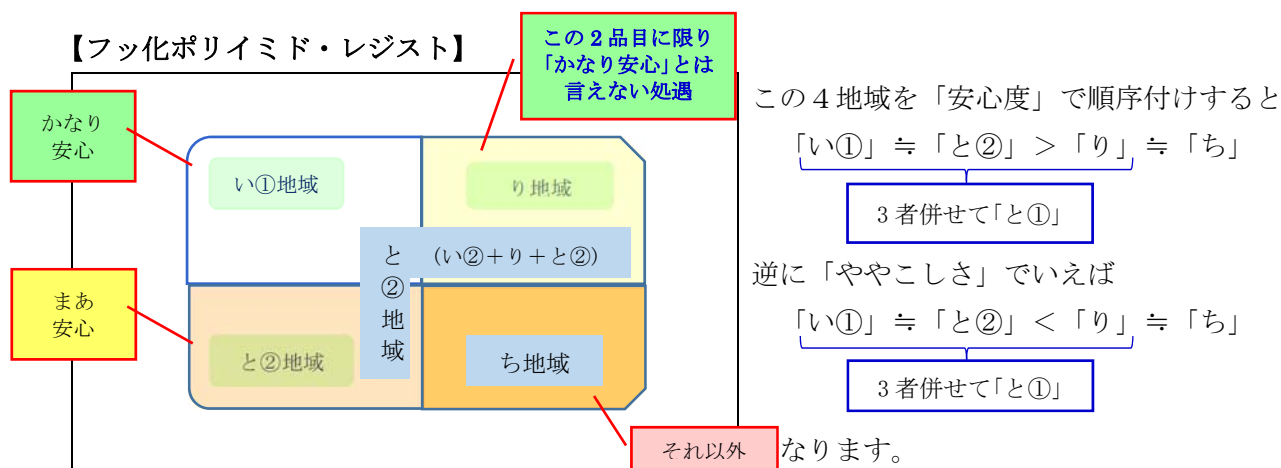 【フッ化ポリイミド・レジスト】
この２品目に限り
「かなり安心」とは
言えない処遇
かなり
安心
い①地域
り地域
と②地域
(い②＋り＋と②)
まあ
安心
と②地域
ち地域
それ以外
この４地域を「安心度」で順序付けすると
「い①」≒「と②」＞「り」≒「ち」
３者併せて「と①」
逆に「ややこしさ」でいえば
「い①」≒「と②」＜「り」≒「ち」
３者併せて「と①」
なります。